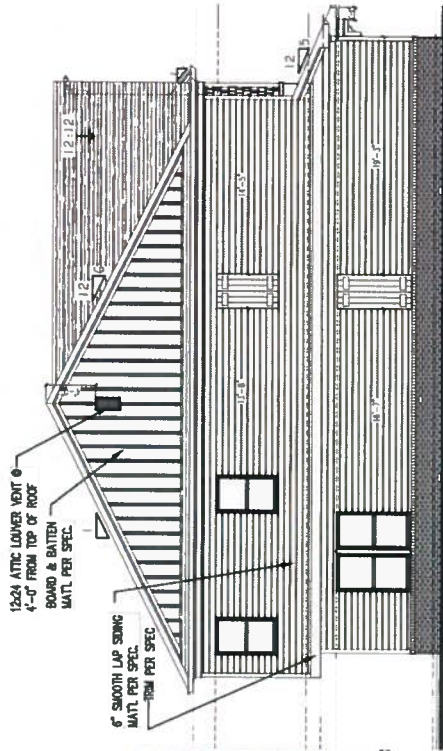 12x24 ATTIC LOUVER VENT @
4'-0" FROM TOP OF ROOF
BOARD & BATTEN
MAT'L PER SPEC.
6" SMOOTH LAP SIDING
MAT'L PER SPEC.
TRIM PER SPEC
12:12
12
6
12
5